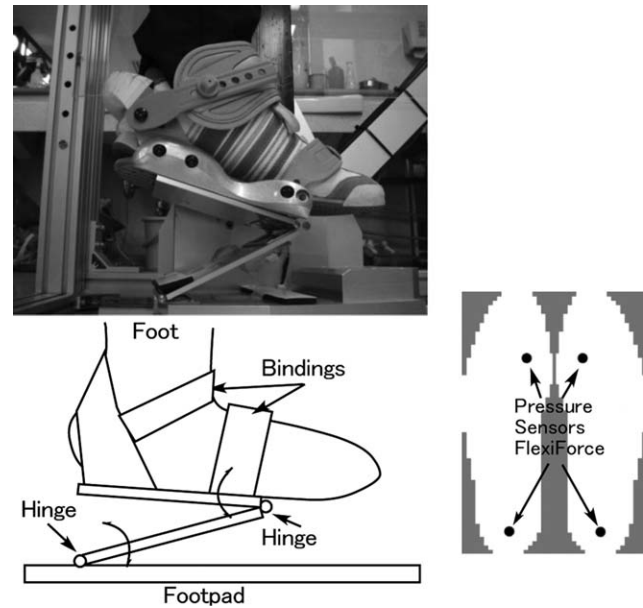 Foot
Bindings
Hinge
Hinge
Footpad
Pressure
Sensors
FlexiForce